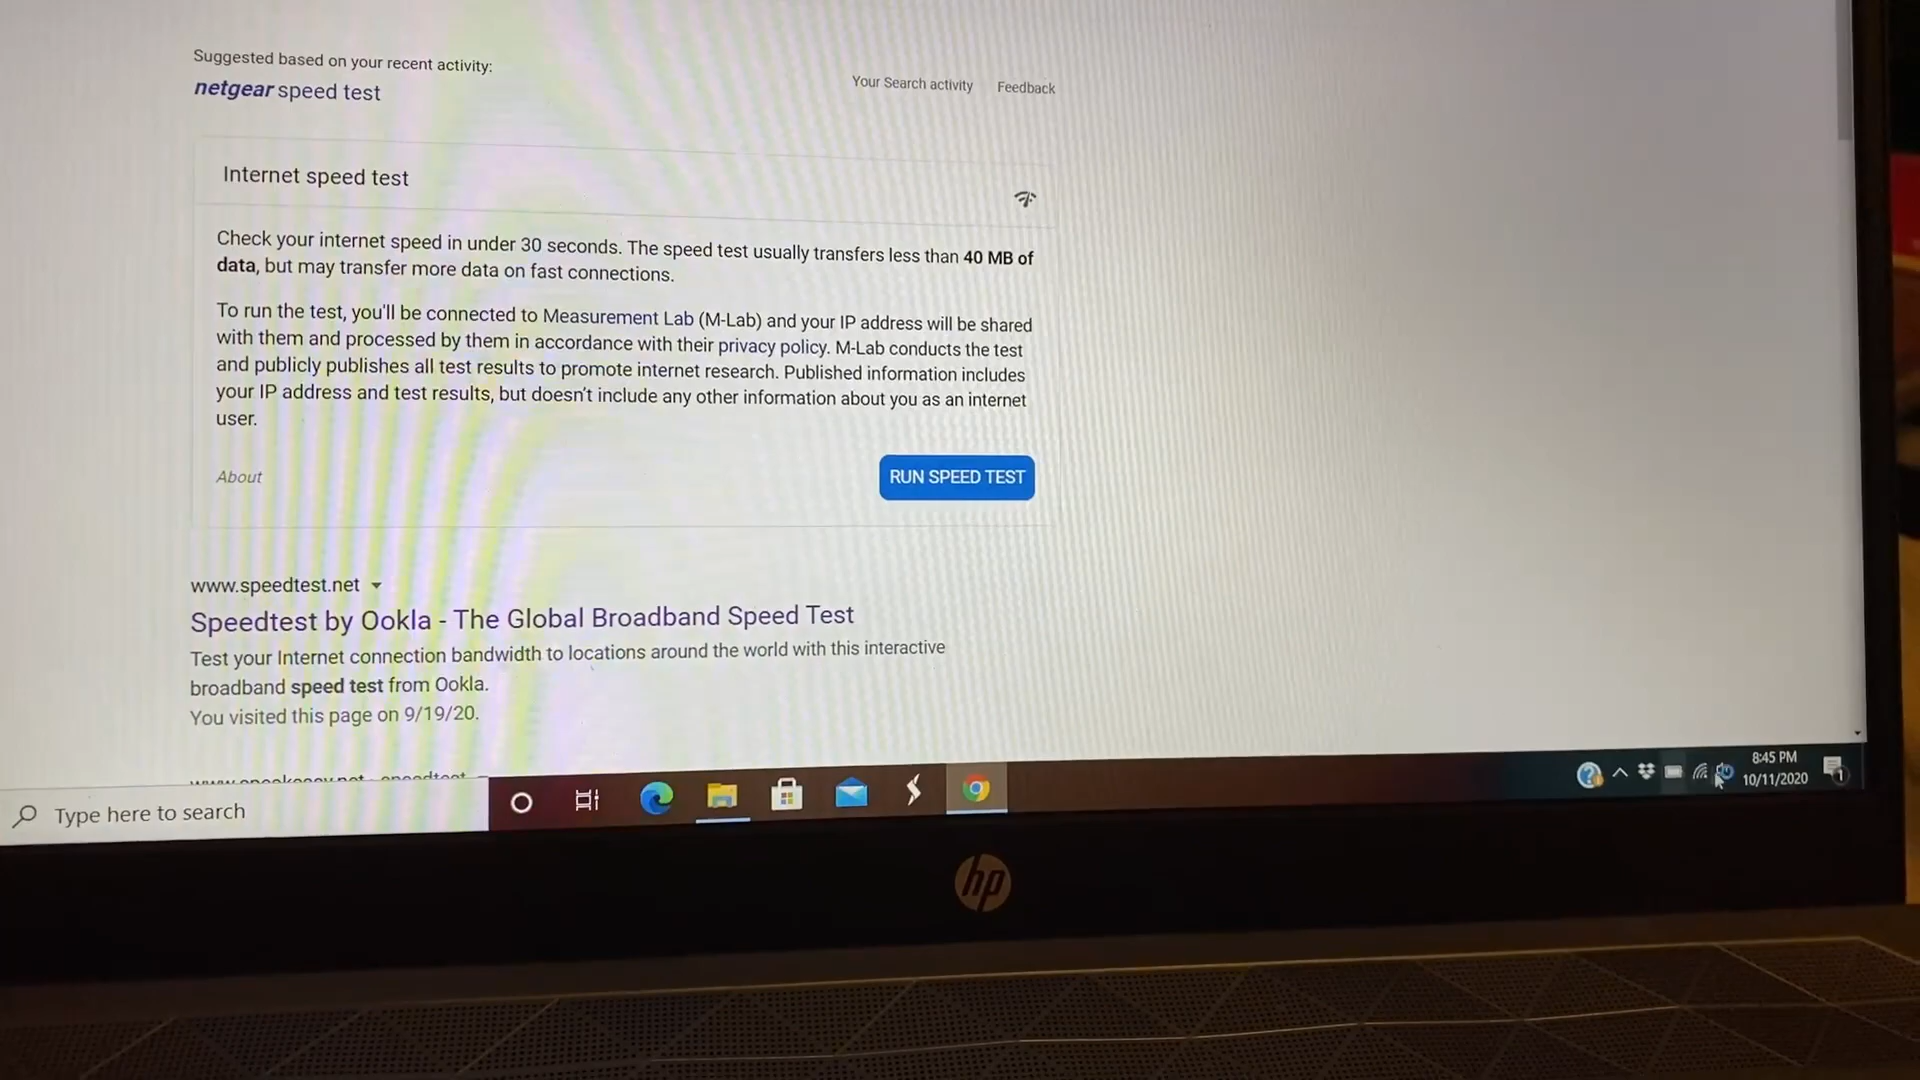 Suggested based on your recent activity:
netgear speed test
Your Search activity Feedback
Internet speed test
Check your internet speed in under 30 seconds. The speed test usually transfers less than 40 MB of
data, but may transfer more data on fast connections.
To run the test, you'll be connected to Measurement Lab (M-Lab) and your IP address will be shared
with them and processed by them in accordance with their privacy policy. M-Lab conducts the test
and publicly publishes all test results to promote internet research. Published information includes
your IP address and test results, but doesn't include any other information about you as an internet
user.
About
RUN SPEED TEST
www.speedtest.net
Speedtest by Ookla - The Global Broadband Speed Test
Test your Internet connection bandwidth to locations around the world with this interactive
broadband speed test from Ookla.
You visited this page on 9/19/20.
Type here to search
8:45 PM
10/11/2020
1
hp